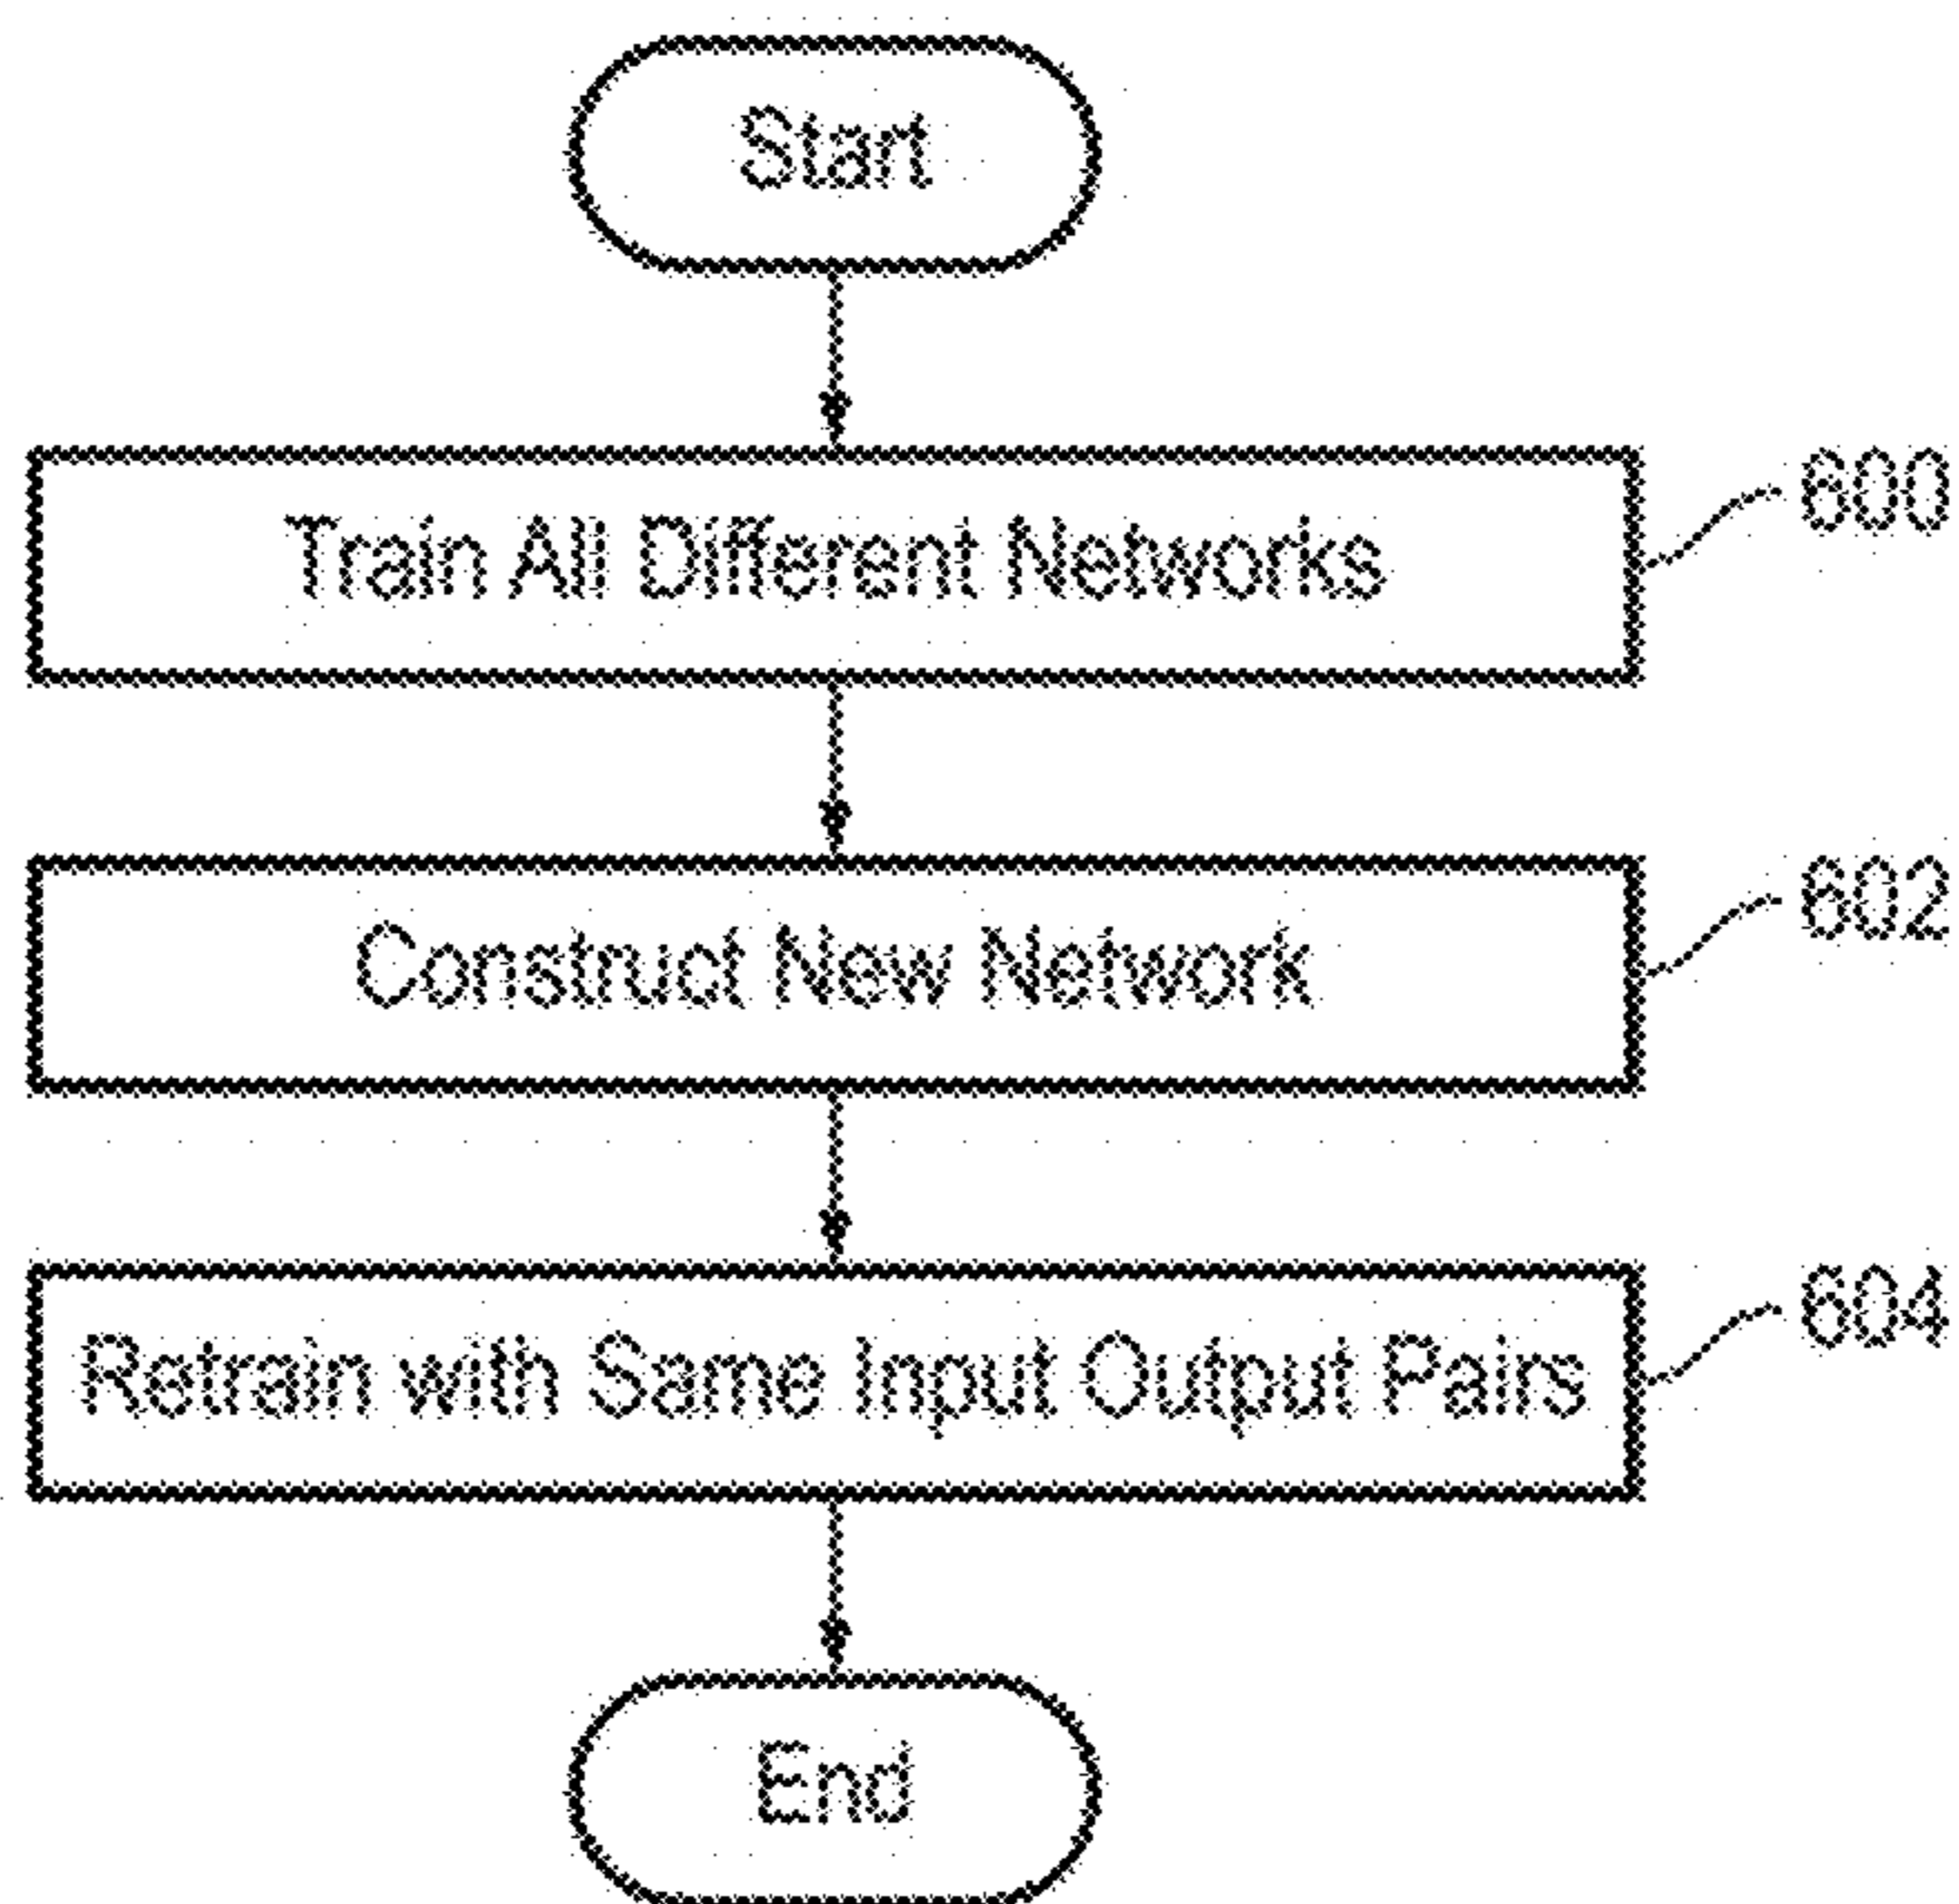 Start
Train All Different Networks
600
Construct New Network
602
Retrain with Same Input Output Pairs
604
End